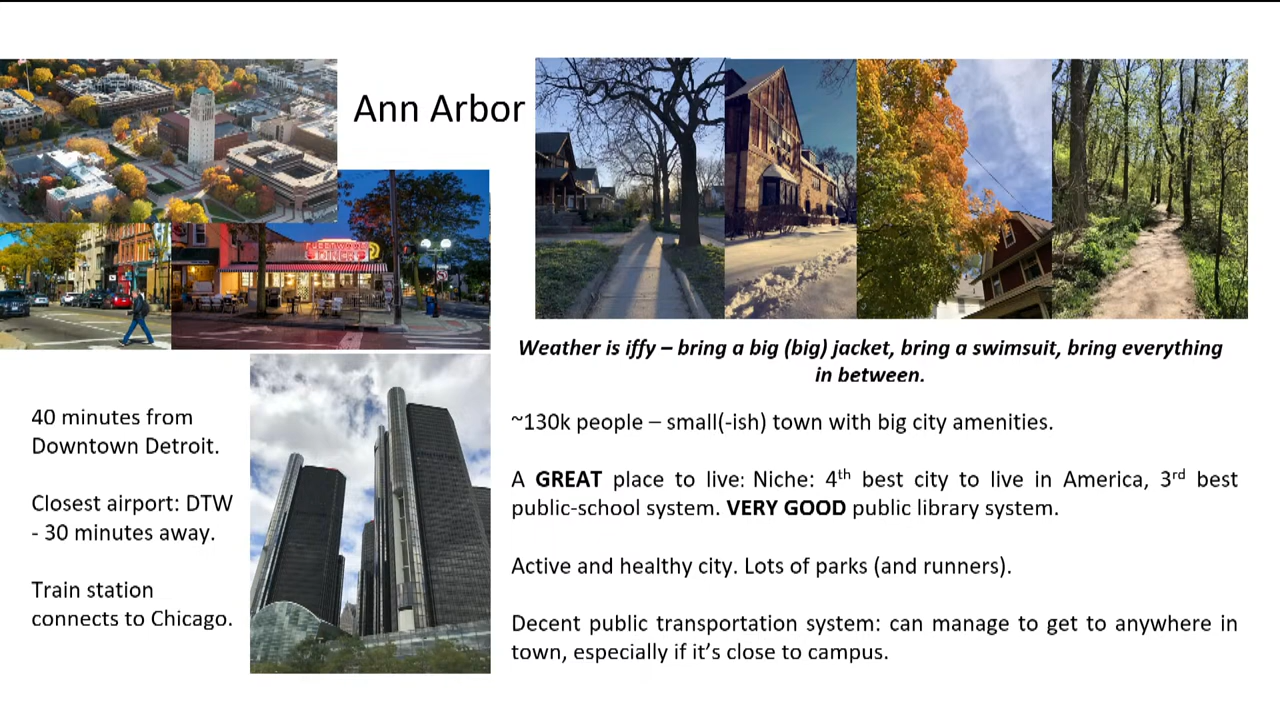 Ann Arbor
FLEETWOOD
DINER
Weather is iffy – bring a big (big) jacket, bring a swimsuit, bring everything
in between.
40 minutes from
Downtown Detroit.
Closest airport: DTW
- 30 minutes away.
Train station
connects to Chicago.
~130k people – small(-ish) town with big city amenities.
A GREAT place to live: Niche: 4th best city to live in America, 3rd best
public-school system. VERY GOOD public library system.
Active and healthy city. Lots of parks (and runners).
Decent public transportation system: can manage to get to anywhere in
town, especially if it’s close to campus.